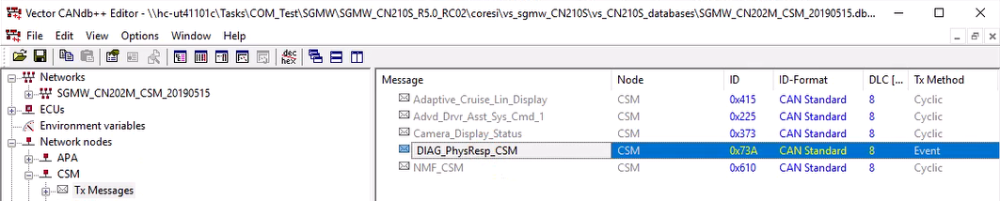 Vector CANdb++ Editor - \\hc-ut41101c\Tasks\COM_Test\SGMW\SGMW_CN210S_R5.0_RC02\coresi\vs_sgmw_CN210S\vs_CN210S_databases\SGMW_CN202M_CSM_20190515.db...
File Edit View Options Window Help
dec
hex
Networks
SGMW_CN202M_CSM_20190515
ECUs
Environment variables
Network nodes
APA
CSM
Tx Messages
Message Node ID ID-Format DLC [... Tx Method
Adaptive_Cruise_Lin_Display CSM 0x415 CAN Standard 8 Cyclic
Advd_Drvr_Asst_Sys_Cmd_1 CSM 0x225 CAN Standard 8 Cyclic
Camera_Display_Status CSM 0x373 CAN Standard 8 Cyclic
DIAG_PhysResp_CSM CSM 0x73A CAN Standard 8 Event
NMF_CSM CSM 0x610 CAN Standard 8 Cyclic